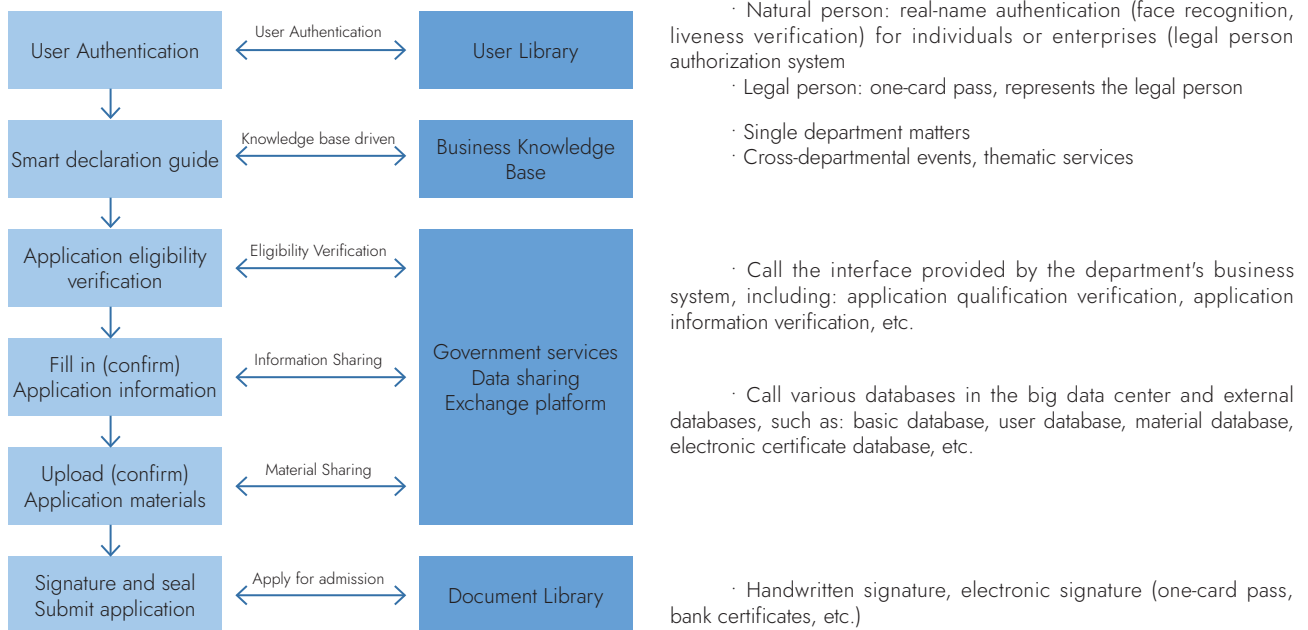 User Authentication
User Authentication
User Library
· Natural person: real-name authentication (face recognition,
liveness verification) for individuals or enterprises (legal person
authorization system
· Legal person: one-card pass, represents the legal person
Smart declaration guide
Knowledge base driven
Business Knowledge
Base
· Single department matters
· Cross-departmental events, thematic services
Application eligibility
verification
Eligibility Verification
· Call the interface provided by the department's business
system, including: application qualification verification, application
information verification, etc.
Fill in (confirm)
Application information
Information Sharing
Government services
Data sharing
Exchange platform
· Call various databases in the big data center and external
databases, such as: basic database, user database, material database,
electronic certificate database, etc.
Upload (confirm)
Application materials
Material Sharing
Signature and seal
Submit application
Apply for admission
Document Library
· Handwritten signature, electronic signature (one-card pass,
bank certificates, etc.)